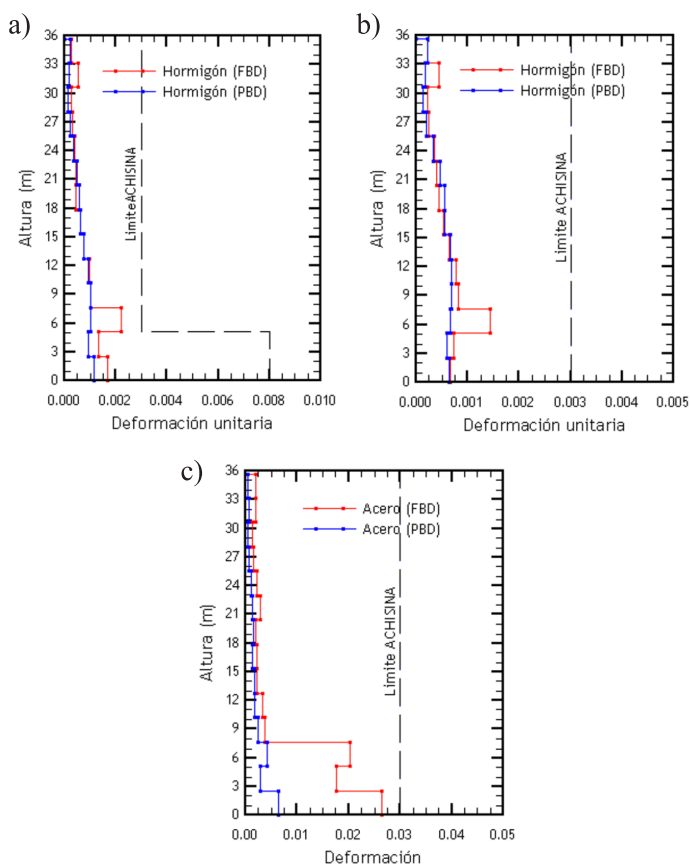 a)
36
33
30
27
24
21
18
15
12
9
6
3
0
Altura (m)
Hormigón (FBD)
Hormigón (PBD)
Límite ACHISINA
0.000 0.002 0.004 0.006 0.008 0.010
Deformación unitaria
b)
36
33
30
27
24
21
18
15
12
9
6
3
0
Altura (m)
Hormigón (FBD)
Hormigón (PBD)
Límite ACHISINA
0.000 0.001 0.002 0.003 0.004 0.005
Deformación unitaria
c)
36
33
30
27
24
21
18
15
12
9
6
3
0
Altura (m)
Acero (FBD)
Acero (PBD)
Límite ACHISINA
0.00 0.01 0.02 0.03 0.04 0.05
Deformación